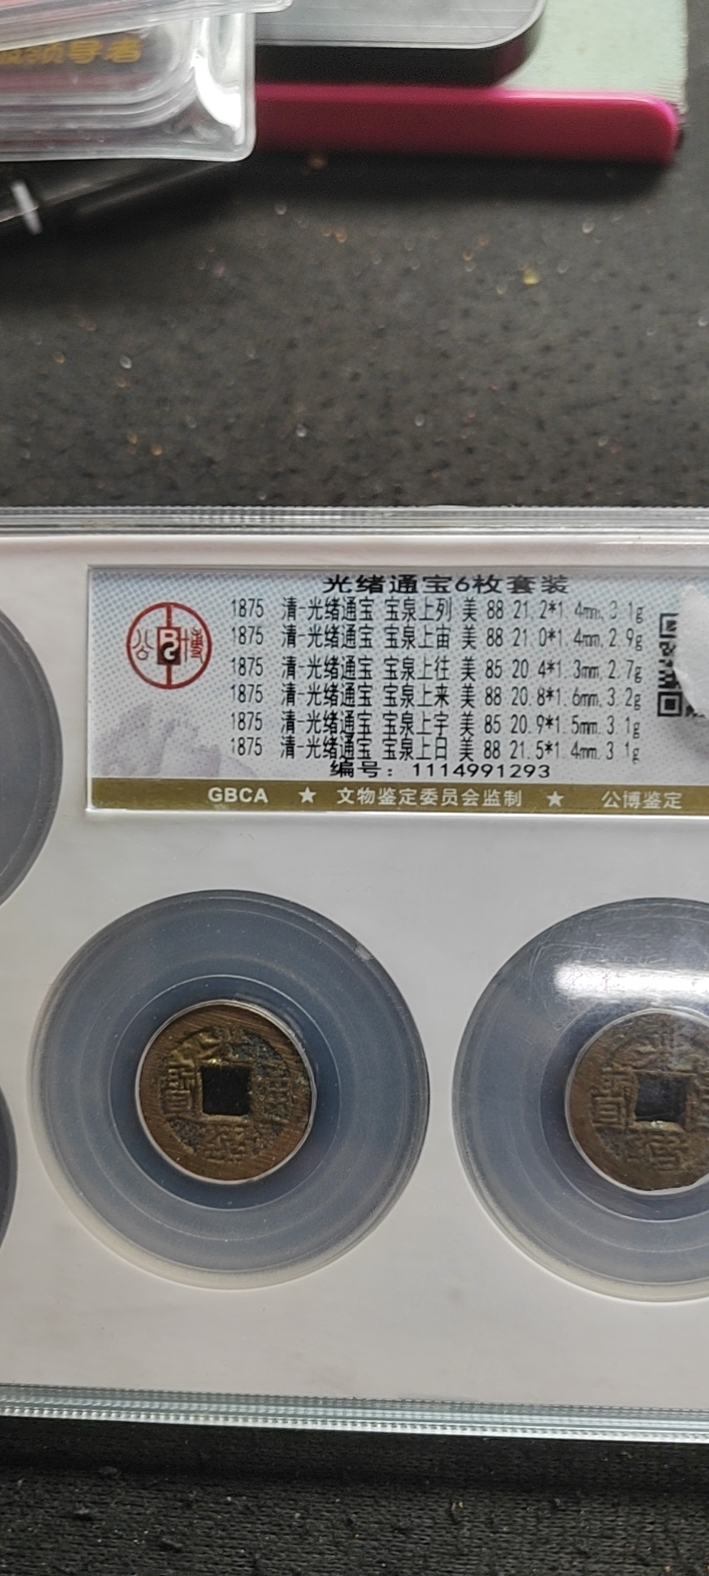 领导者
光绪通宝6枚套装
1875 清-光绪通宝 宝泉上列 美 88 21.2*1.4mm,3.1g
1875 清-光绪通宝 宝泉上宙 美 88 21.0*1.4mm,2.9g
1875 清-光绪通宝 宝泉上往 美 85 20.4*1.3mm,2.7g
1875 清-光绪通宝 宝泉上来 美 88 20.8*1.6mm,3.2g
1875 清-光绪通宝 宝泉上宇 美 85 20.9*1.5mm,3.1g
1875 清-光绪通宝 宝泉上日 美 88 21.5*1.4mm,3.1g
编号：1114991293
公博
GBCA ★ 文物鉴定委员会监制 ★ 公博鉴定